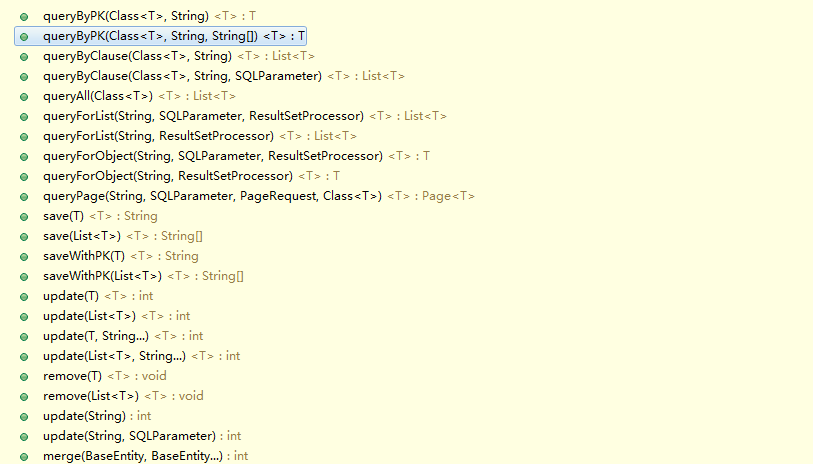 queryByPK(Class<T>, String) <T> : T
queryByPK(Class<T>, String, String[]) <T> : T
queryByClause(Class<T>, String) <T> : List<T>
queryByClause(Class<T>, String, SQLParameter) <T> : List<T>
queryAll(Class<T>) <T> : List<T>
queryForList(String, SQLParameter, ResultSetProcessor) <T> : List<T>
queryForList(String, ResultSetProcessor) <T> : List<T>
queryForObject(String, SQLParameter, ResultSetProcessor) <T> : T
queryForObject(String, ResultSetProcessor) <T> : T
queryPage(String, SQLParameter, PageRequest, Class<T>) <T> : Page<T>
save(T) <T> : String
save(List<T>) <T> : String[]
saveWithPK(T) <T> : String
saveWithPK(List<T>) <T> : String[]
update(T) <T> : int
update(List<T>) <T> : int
update(T, String...) <T> : int
update(List<T>, String...) <T> : int
remove(T) <T> : void
remove(List<T>) <T> : void
update(String) : int
update(String, SQLParameter) : int
merge(BaseEntity, BaseEntity...) : int